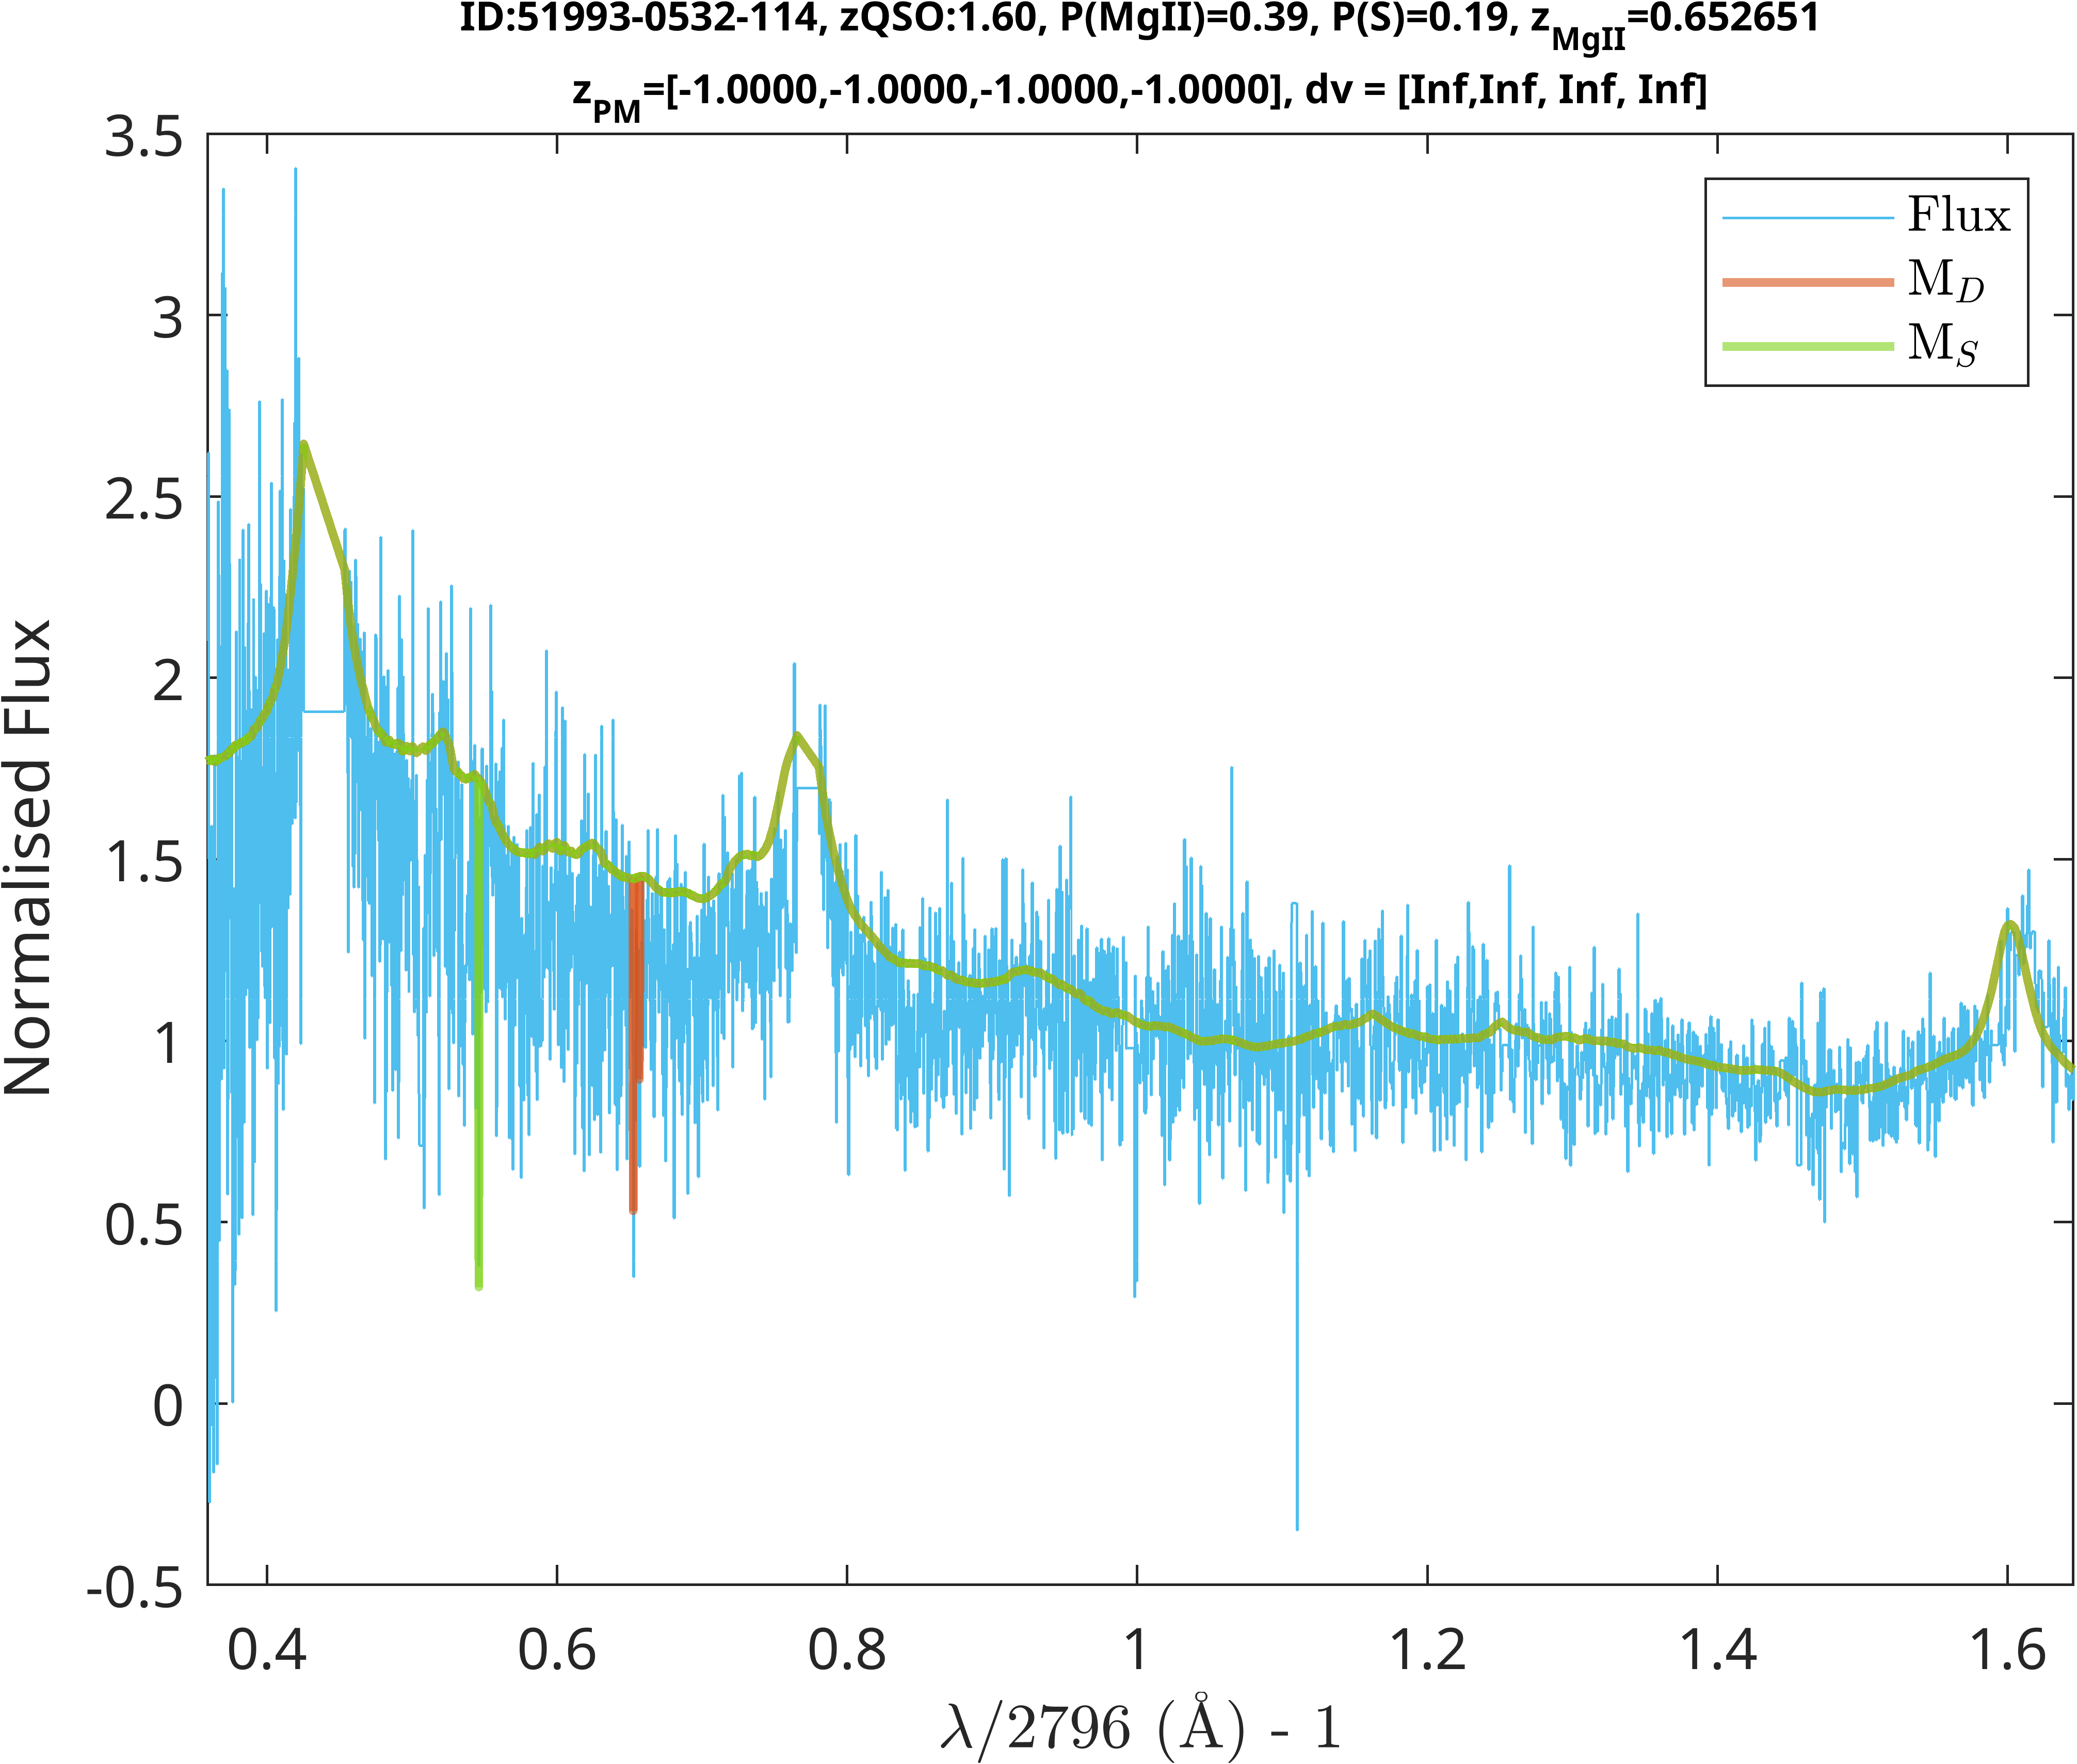 ID:51993-0532-114, zQSO:1.60, P(MgII)=0.39, P(S)=0.19, zMgII=0.652651
zPM=[-1.0000,-1.0000,-1.0000,-1.0000], dv = [Inf,Inf, Inf, Inf]
3.5
3
2.5
2
1.5
1
0.5
0
-0.5
Normalised Flux
Flux
MD
MS
0.4 0.6 0.8 1 1.2 1.4 1.6
λ/2796 (Å) - 1